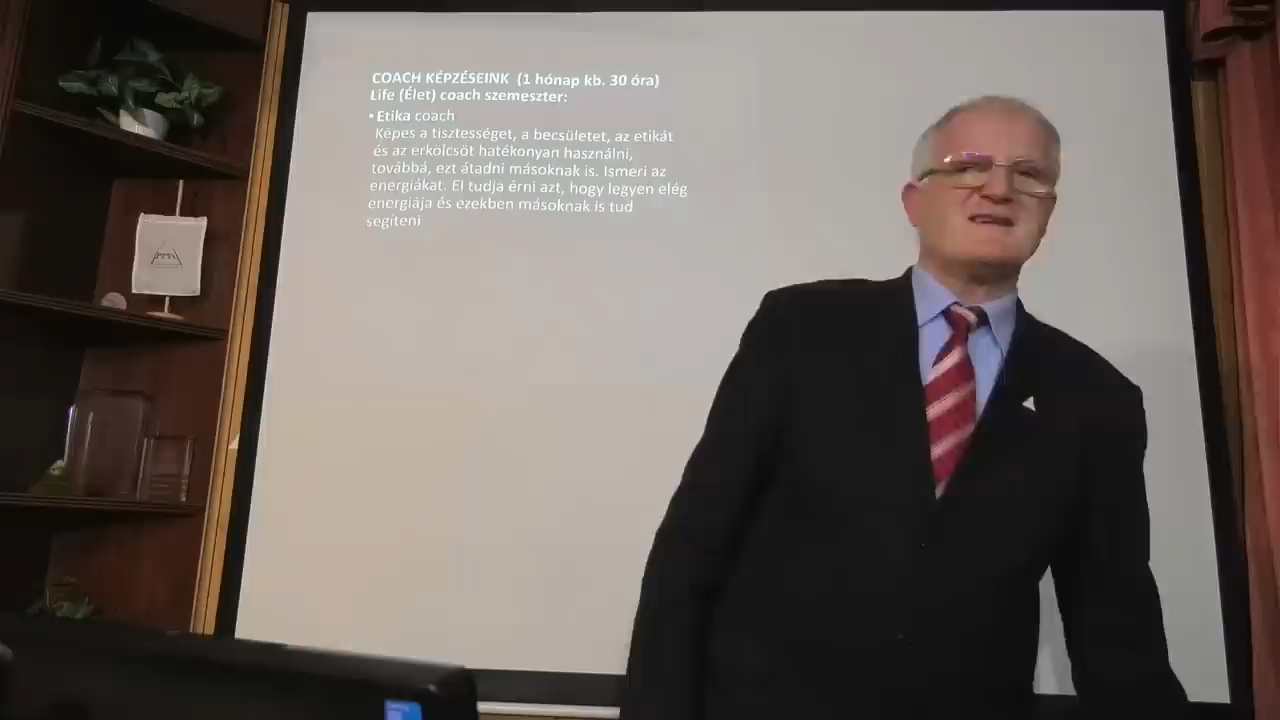 COACH KÉPZÉSEINK (1 hónap kb. 30 óra)
Life (Élet) coach szemeszter:
• Etika coach
Képes a tisztességet, a becsületet, az etikát
és az erkölcsöt hatékonyan használni,
továbbá, ezt átadni másoknak is. Ismeri az
energiákat. El tudja érni azt, hogy legyen elég
energiája és ezekben másoknak is tud
segíteni